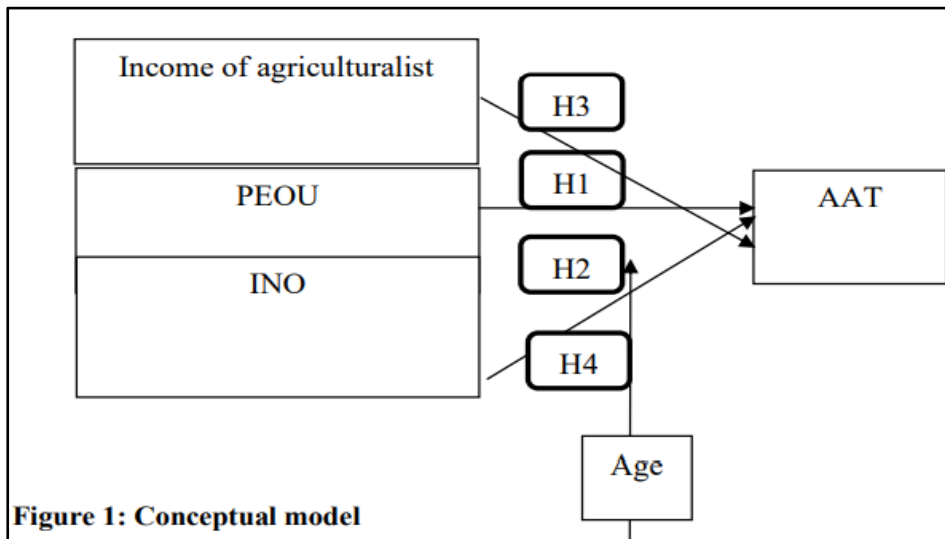 Income of agriculturalist
H3
H1
PEOU
AAT
H2
INO
H4
Age
Figure 1: Conceptual model